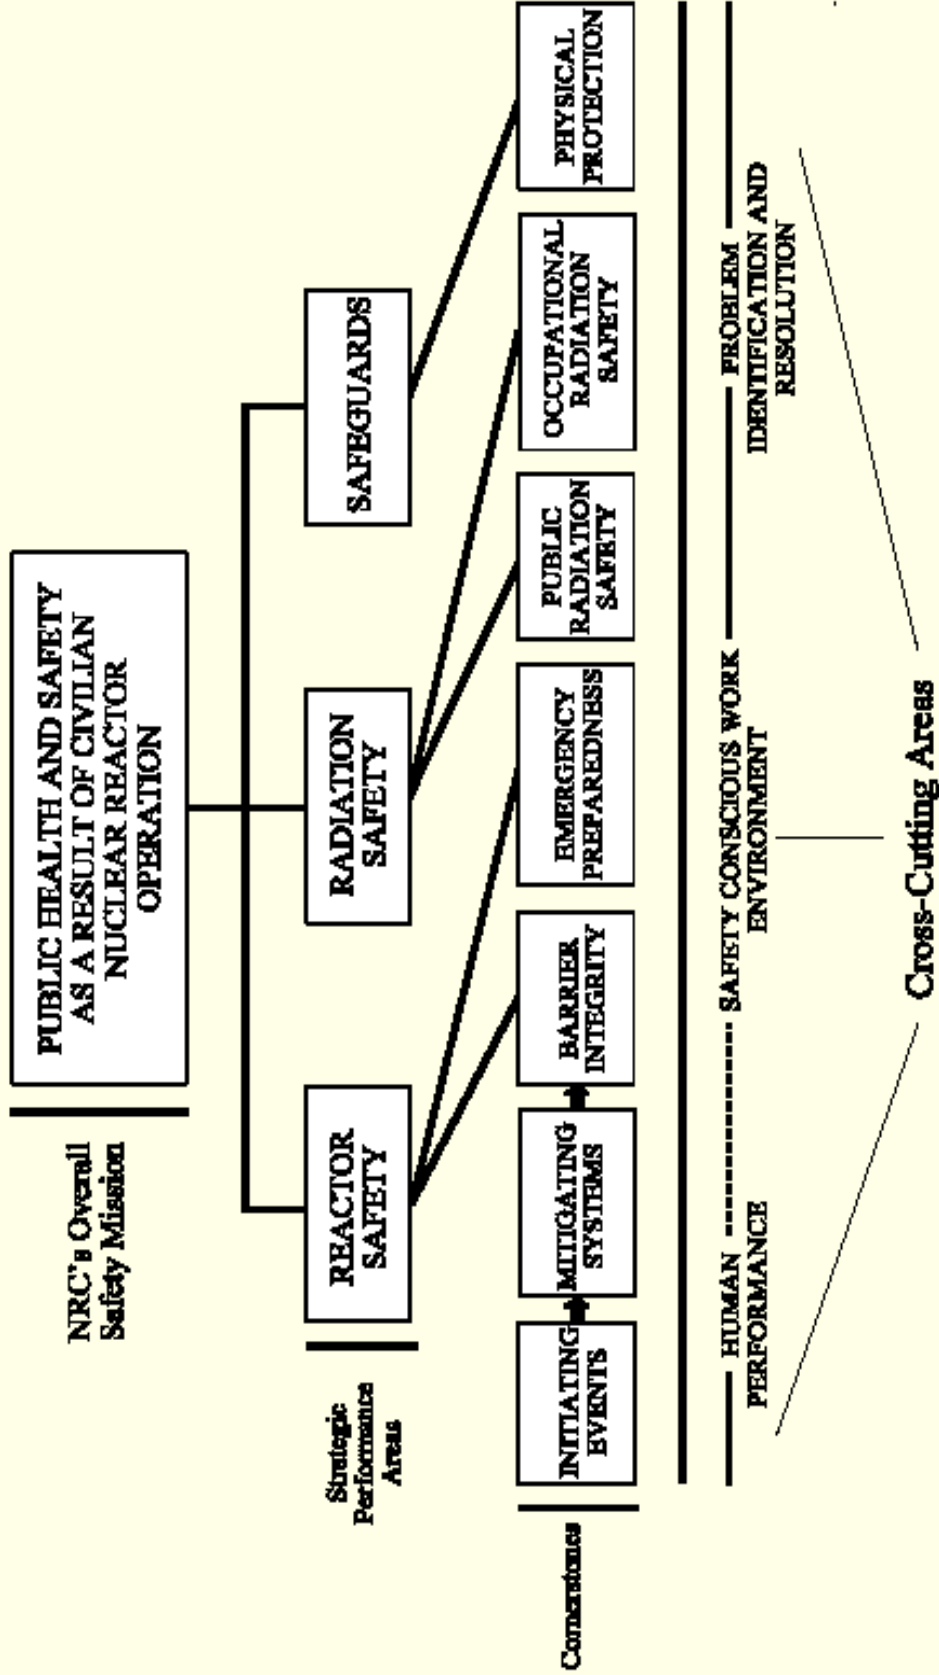 NRC's Overall
Safety Mission
PUBLIC HEALTH AND SAFETY
AS A RESULT OF CIVILIAN
NUCLEAR REACTOR
OPERATION
Strategic
Performance
Areas
REACTOR
SAFETY
RADIATION
SAFETY
SAFEGUARDS
Cornerstones
INITIATING
EVENTS
MITIGATING
SYSTEMS
BARRIER
INTEGRITY
EMERGENCY
PREPAREDNESS
PUBLIC
RADIATION
SAFETY
OCCUPATIONAL
RADIATION
SAFETY
PHYSICAL
PROTECTION
HUMAN
PERFORMANCE
SAFETY CONSCIOUS WORK
ENVIRONMENT
PROBLEM
IDENTIFICATION AND
RESOLUTION
Cross-Cutting Areas